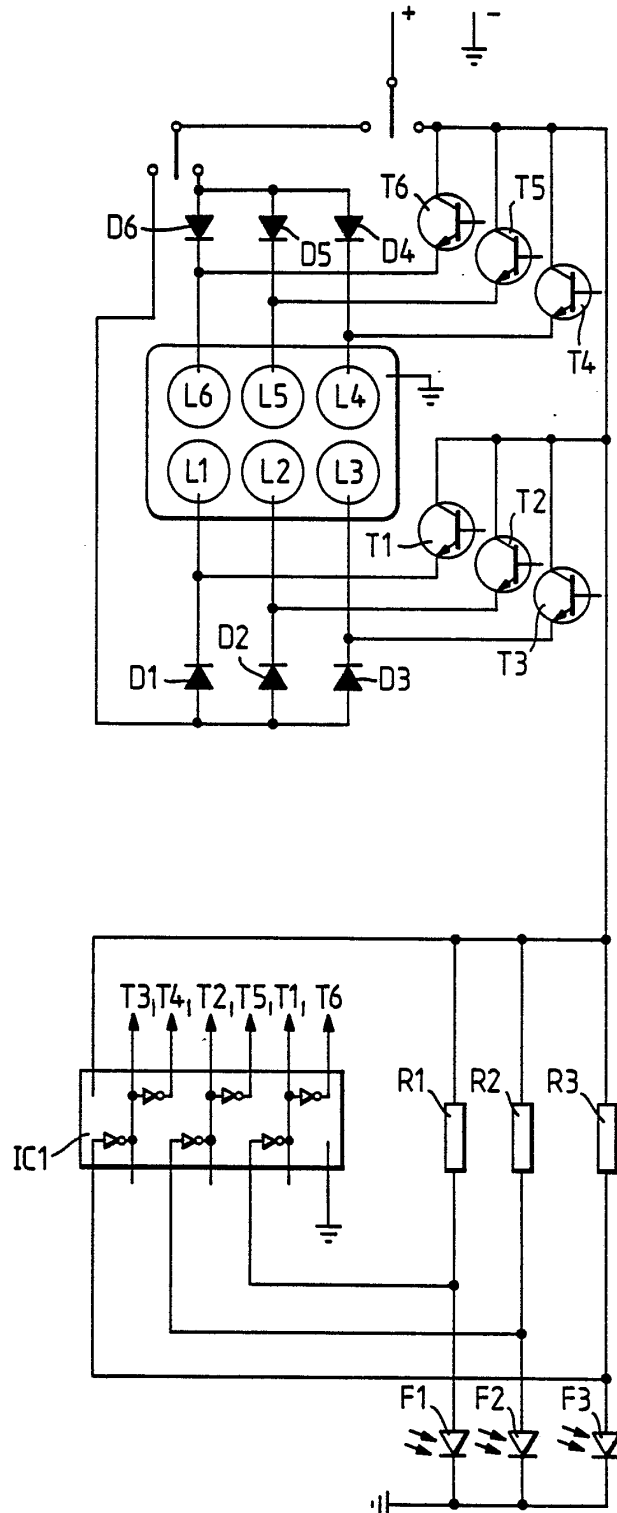 + -
T6 T5
D6 D5 D4
T4
L6 L5 L4
L1 L2 L3
T1 T2
T3
D1 D2 D3
T3, T4, T2, T5, T1, T6
R1 R2 R3
IC1
F1 F2 F3